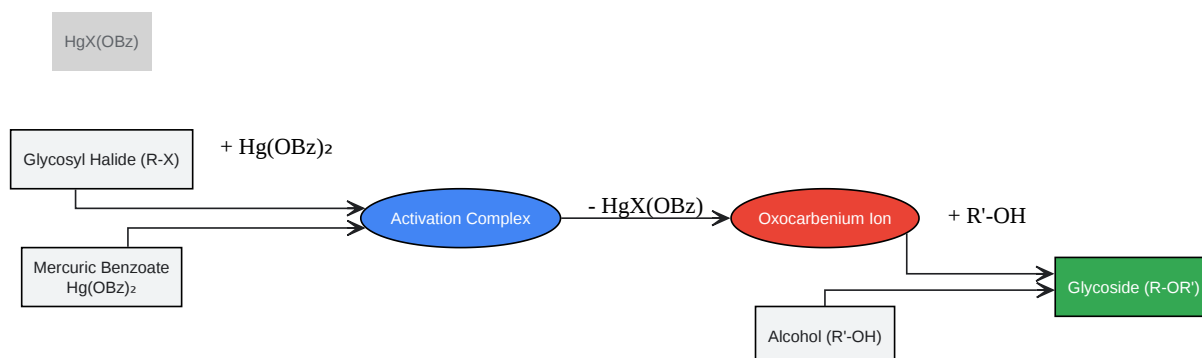 HgX(OBz)
Glycosyl Halide (R-X)
+ Hg(OBz)₂
Mercuric Benzoate
Hg(OBz)₂
Activation Complex
- HgX(OBz)
Oxocarbenium Ion
+ R'-OH
Alcohol (R'-OH)
Glycoside (R-OR')